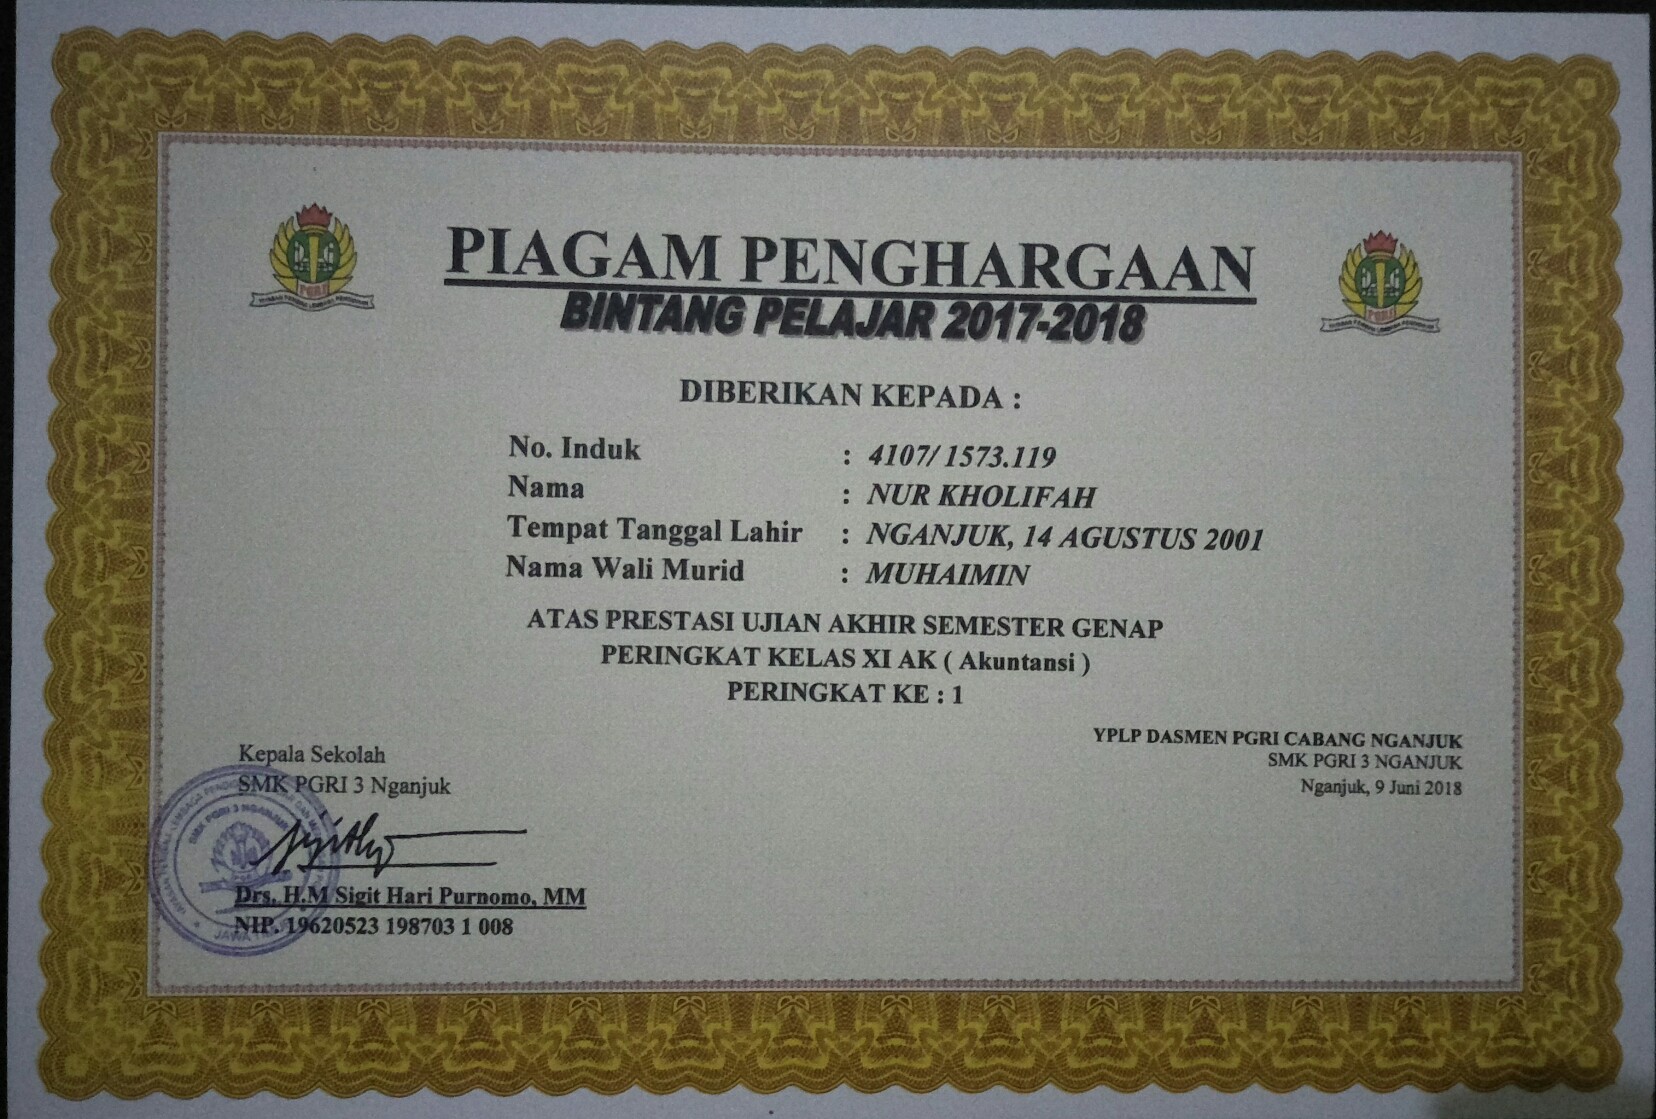 PIAGAM PENGHARGAAN
BINTANG PELAJAR 2017-2018
DIBERIKAN KEPADA :
No. Induk : 4107/1573.119
Nama : NUR KHOLIFAH
Tempat Tanggal Lahir : NGANJUK, 14 AGUSTUS 2001
Nama Wali Murid : MUHAIMIN
ATAS PRESTASI UJIAN AKHIR SEMESTER GENAP
PERINGKAT KELAS XI AK ( Akuntansi )
PERINGKAT KE : 1
YPLP DASMEN PGRI CABANG NGANJUK
SMK PGRI 3 NGANJUK
Nganjuk, 9 Juni 2018
Kepala Sekolah
SMK PGRI 3 Nganjuk
SMK PGRI 3 NGANJUK
Drs. H.M Sigit Hari Purnomo, MM
NIP. 19620523 198703 1 008